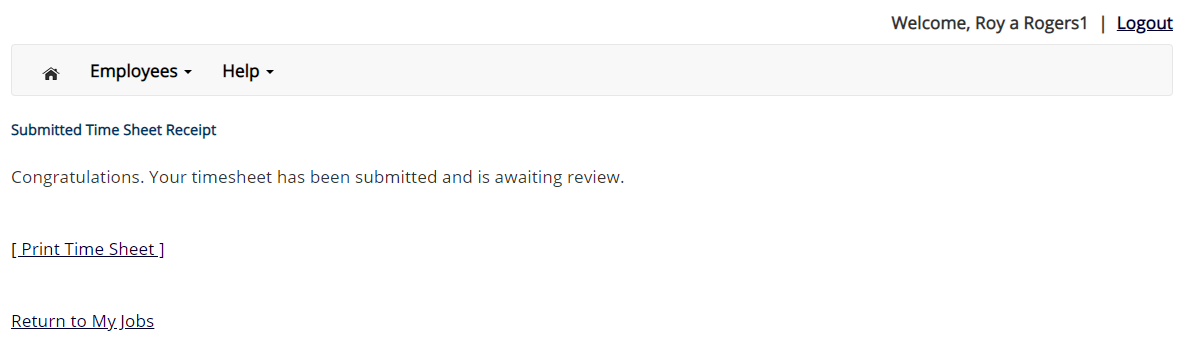 Welcome, Roy a Rogers1 | Logout
Employees Help
Submitted Time Sheet Receipt
Congratulations. Your timesheet has been submitted and is awaiting review.
[ Print Time Sheet ]
Return to My Jobs